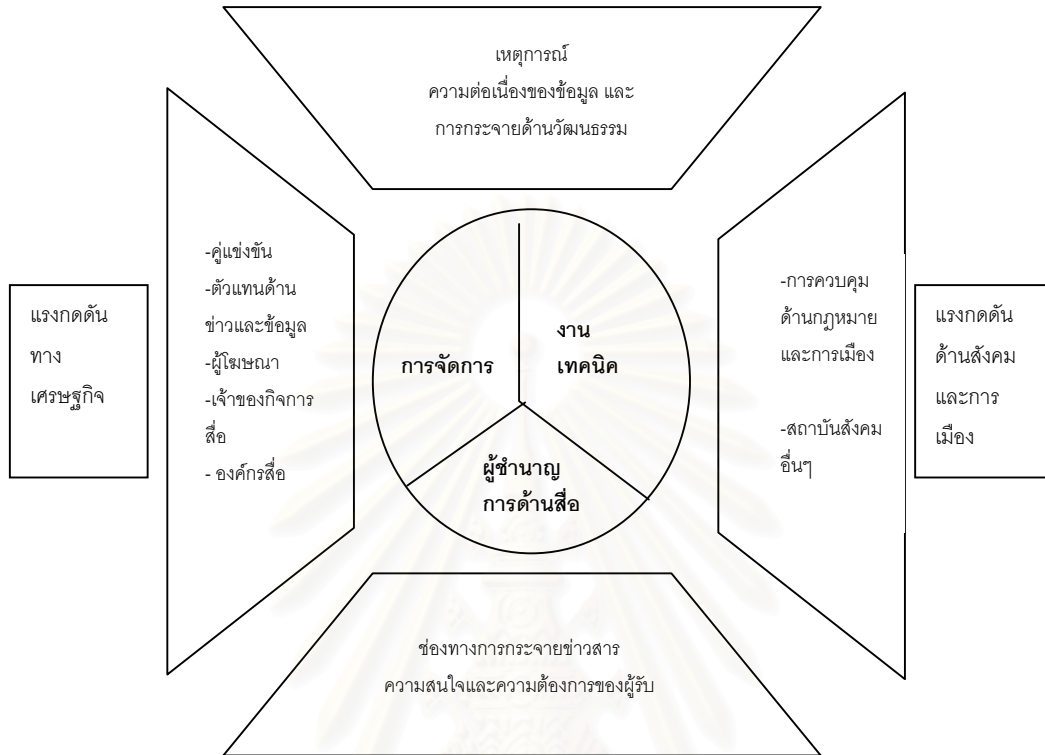 เหตุการณ์
ความต่อเนื่องของข้อมูล และ
การกระจายด้านวัฒนธรรม
แรงกดดัน
ทาง
เศรษฐกิจ
-คู่แข่งขัน
-ตัวแทนด้าน
ข่าวและข้อมูล
-ผู้โฆษณา
-เจ้าของกิจการ
สื่อ
- องค์กรสื่อ
การจัดการ
งาน
เทคนิค
ผู้ชำนาญ
การด้านสื่อ
-การควบคุม
ด้านกฎหมาย
และการเมือง
-สถาบันสังคม
อื่นๆ
แรงกดดัน
ด้านสังคม
และการ
เมือง
ช่องทางการกระจายข่าวสาร
ความสนใจและความต้องการของผู้รับ